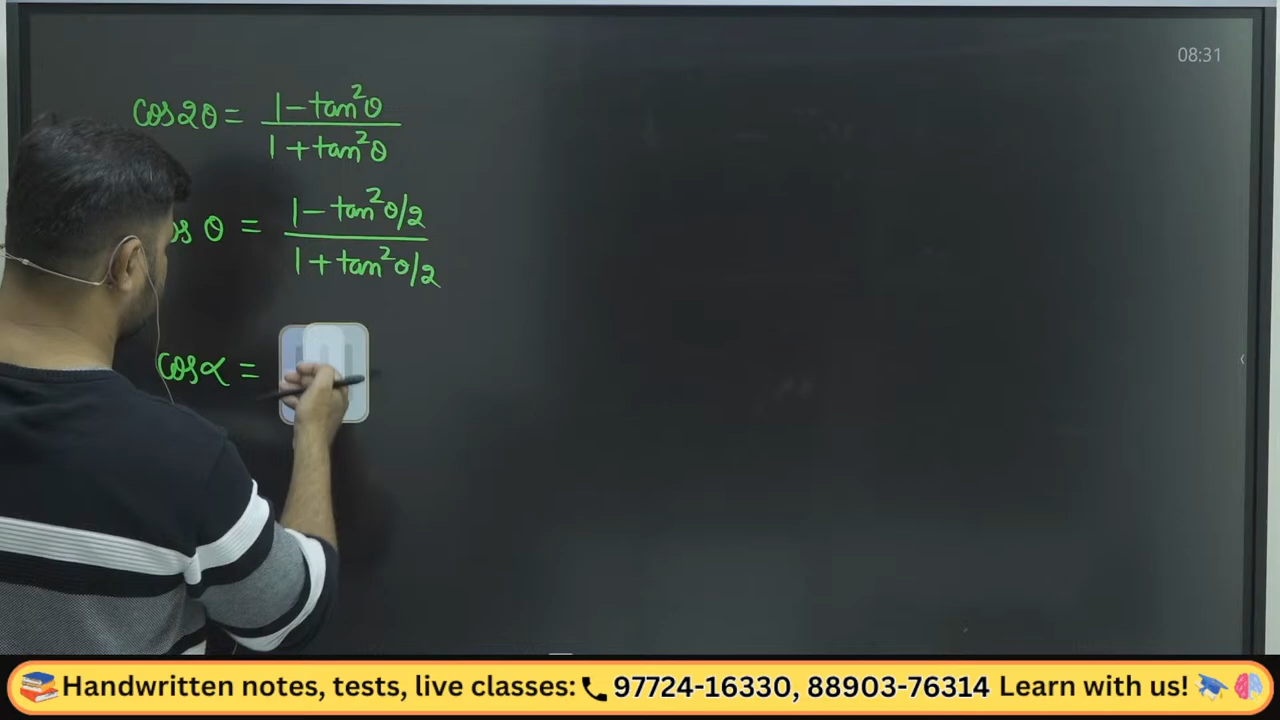 08:31
cos2θ = 1-tan²θ / 1+tan²θ
os θ = 1-tan²θ/2 / 1+tan²θ/2
cosα =
Handwritten notes, tests, live classes: 97724-16330, 88903-76314 Learn with us!